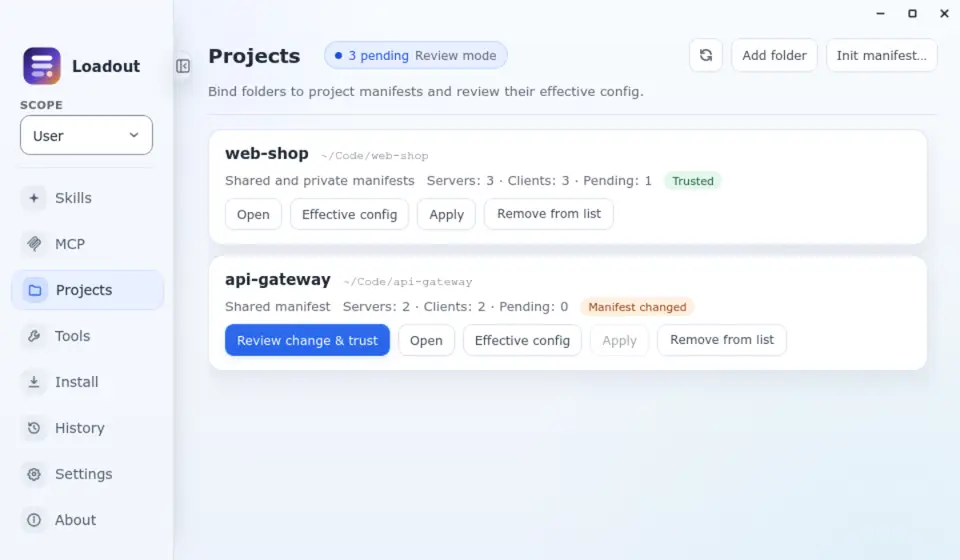 Loadout
SCOPE
User
Skills
MCP
Projects
Tools
Install
History
Settings
About
Projects
3 pending Review mode
Add folder
Init manifest...
Bind folders to project manifests and review their effective config.
web-shop ~/Code/web-shop
Shared and private manifests Servers: 3 · Clients: 3 · Pending: 1 Trusted
Open Effective config Apply Remove from list
api-gateway ~/Code/api-gateway
Shared manifest Servers: 2 · Clients: 2 · Pending: 0 Manifest changed
Review change & trust Open Effective config Apply Remove from list